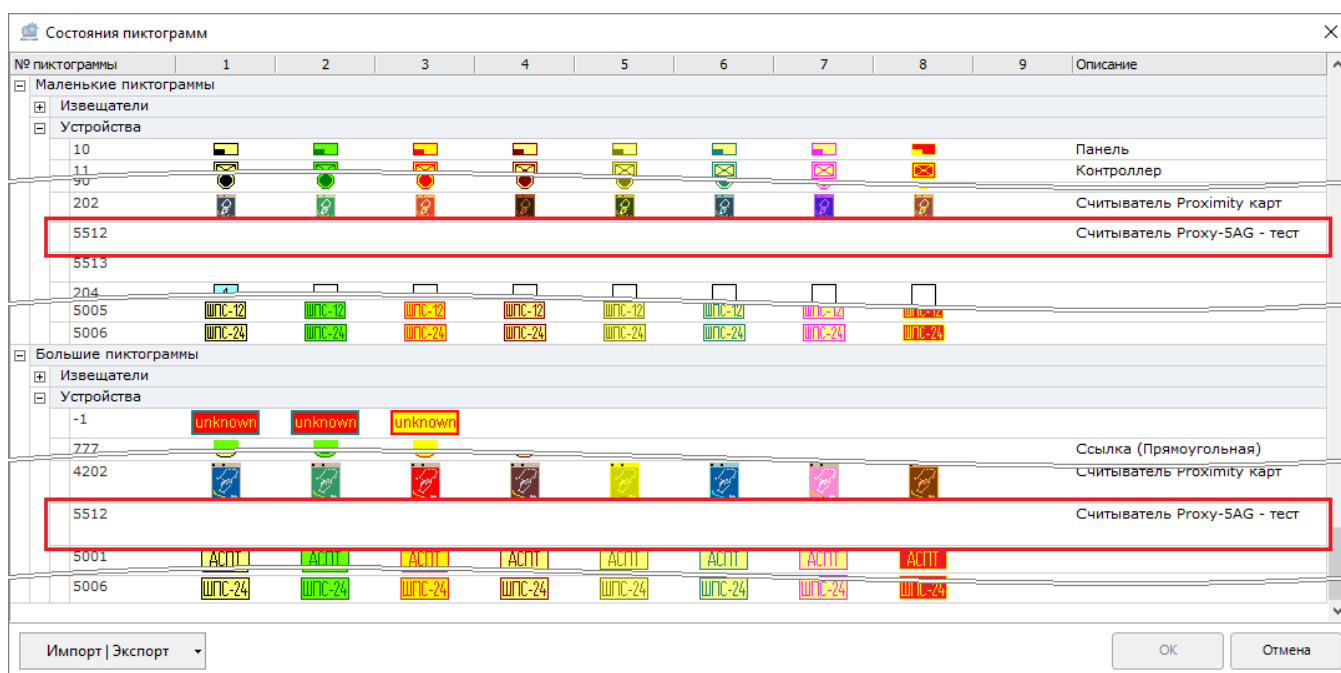 Состояния пиктограмм
№ пиктограммы 1 2 3 4 5 6 7 8 9 Описание
Маленькие пиктограммы
Извещатели
Устройства
10 Панель
11 Контроллер
90
202 Считыватель Proximity карт
5512 Считыватель Proxy-5AG - тест
5513
204
5005 ШПС-12 ШПС-12 ШПС-12 ШПС-12 ШПС-12 ШПС-12 ШПС-12 ШПС-12
5006 ШПС-24 ШПС-24 ШПС-24 ШПС-24 ШПС-24 ШПС-24 ШПС-24 ШПС-24
Большие пиктограммы
Извещатели
Устройства
-1 unknown unknown unknown
777 Ссылка (Прямоугольная)
4202 Считыватель Proximity карт
5512 Считыватель Proxy-5AG - тест
5001 АСПТ АСПТ АСПТ АСПТ АСПТ АСПТ АСПТ АСПТ
5006 ШПС-24 ШПС-24 ШПС-24 ШПС-24 ШПС-24 ШПС-24 ШПС-24 ШПС-24
Импорт | Экспорт OK Отмена